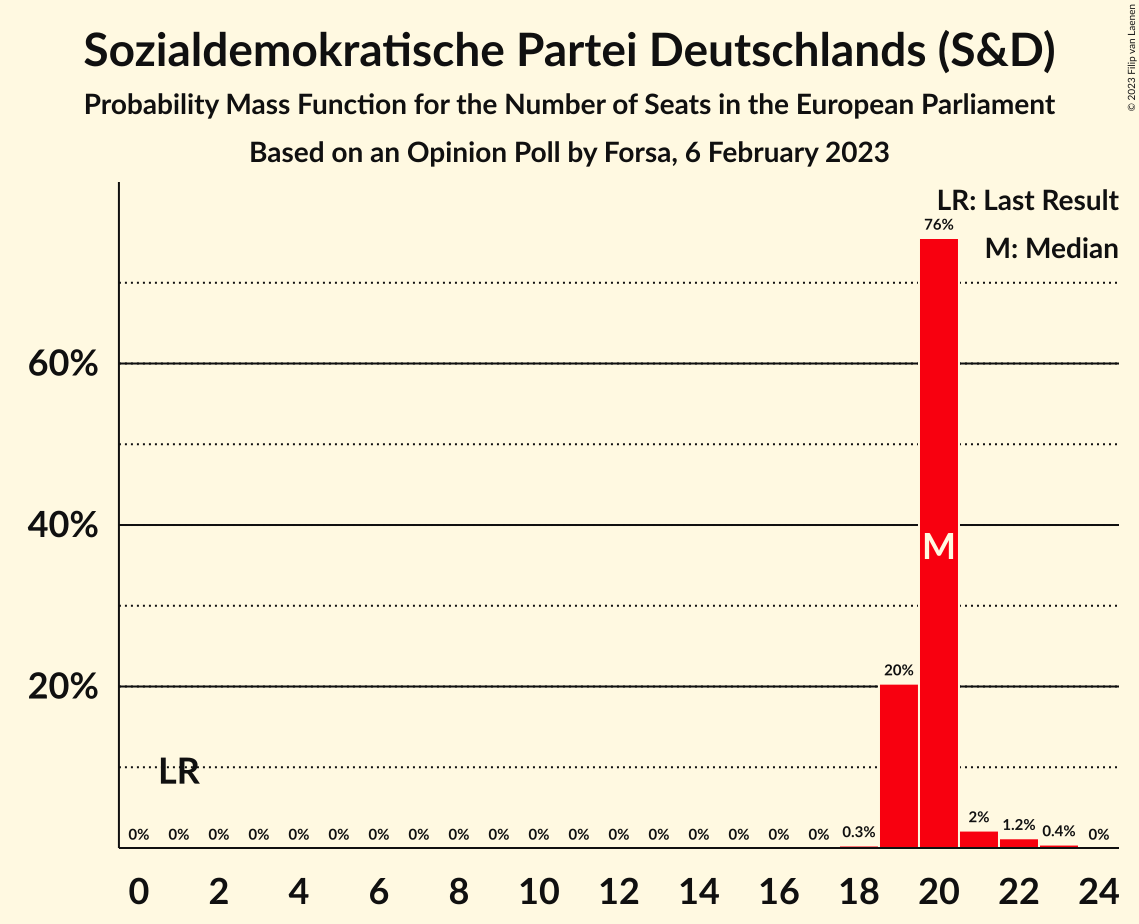 Sozialdemokratische Partei Deutschlands (S&D)
Probability Mass Function for the Number of Seats in the European Parliament
Based on an Opinion Poll by Forsa, 6 February 2023
© 2023 Filip van Laenen
LR: Last Result
M: Median
76%
60%
40%
M
20%
20%
LR
0% 0% 0% 0% 0% 0% 0% 0% 0% 0% 0% 0% 0% 0% 0% 0% 0% 0% 0.3% 2% 1.2% 0.4% 0%
0 2 4 6 8 10 12 14 16 18 20 22 24